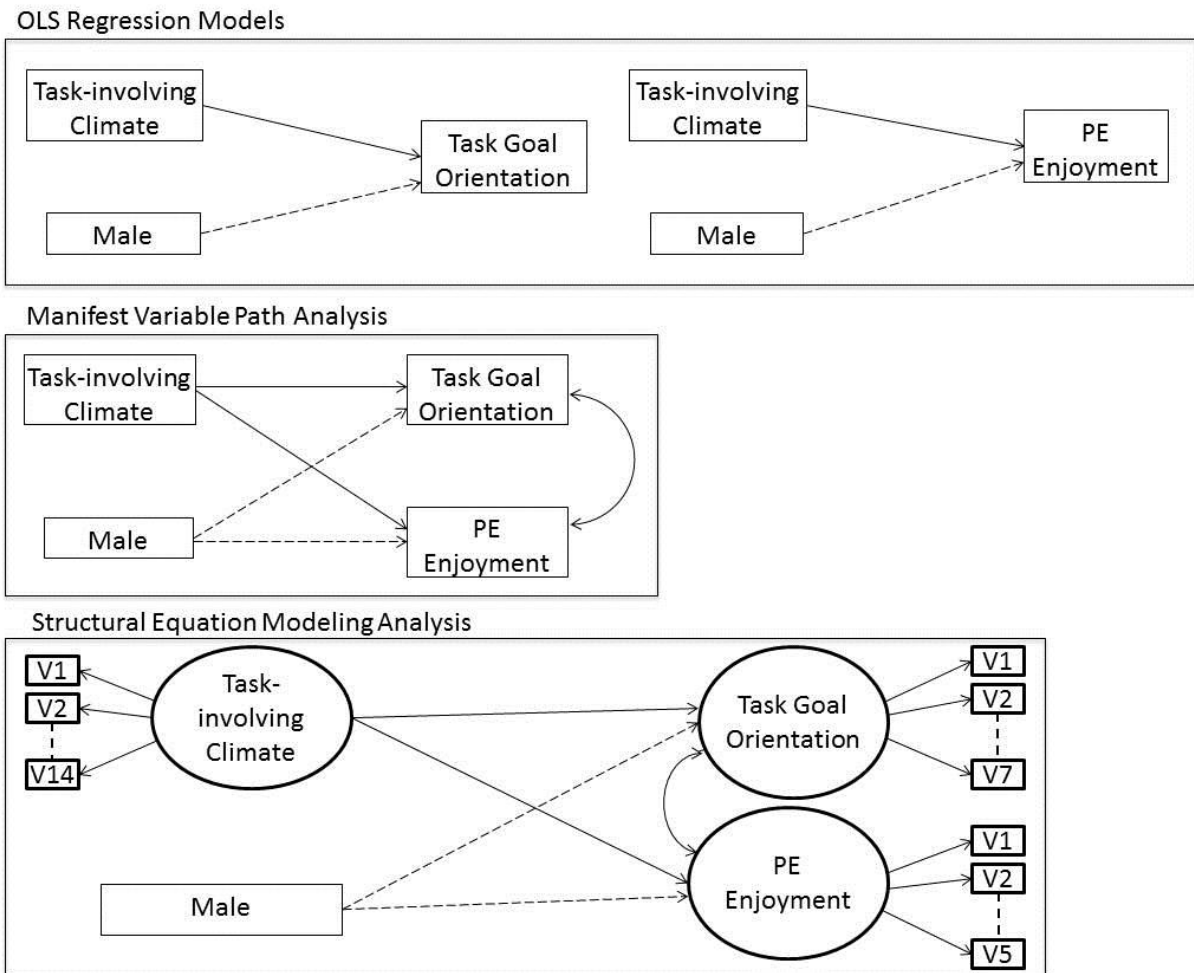 OLS Regression Models
Task-involving
Climate
Male
Task Goal
Orientation
Task-involving
Climate
Male
PE
Enjoyment
Manifest Variable Path Analysis
Task-involving
Climate
Male
Task Goal
Orientation
PE
Enjoyment
Structural Equation Modeling Analysis
V1
V2
V14
Task-
involving
Climate
Male
Task Goal
Orientation
V1
V2
V7
PE
Enjoyment
V1
V2
V5